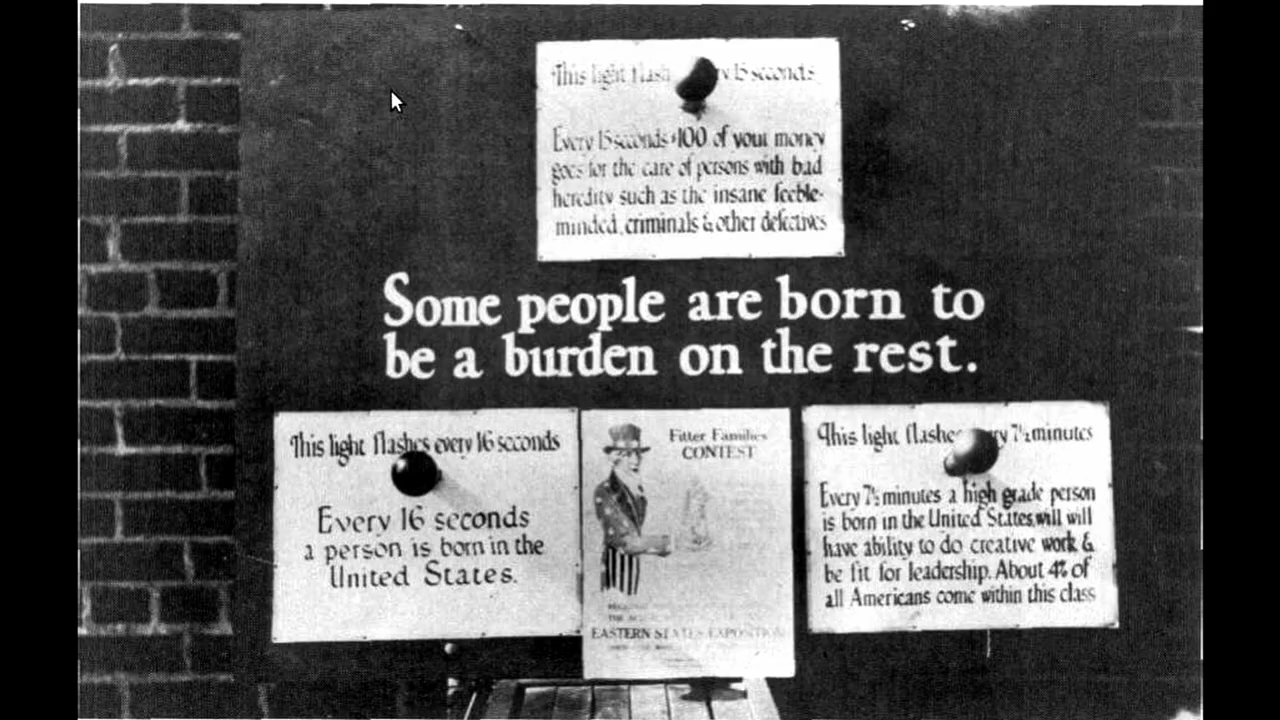 This light flash ry 15 seconds
Every 15 seconds $100 of your money
goes for the care of persons with bad
heredity such as the insane feeble-
minded, criminals & other defectives
Some people are born to
be a burden on the rest.
This light flashes every 16 seconds
Every 16 seconds
a person is born in the
United States.
Fitter Families
CONTEST
EASTERN STATES EXPOSITION
This light flashes ry 7½ minutes
Every 7½ minutes a high grade person
is born in the United States, will will
have ability to do creative work &
be fit for leadership. About 4% of
all Americans come within this class